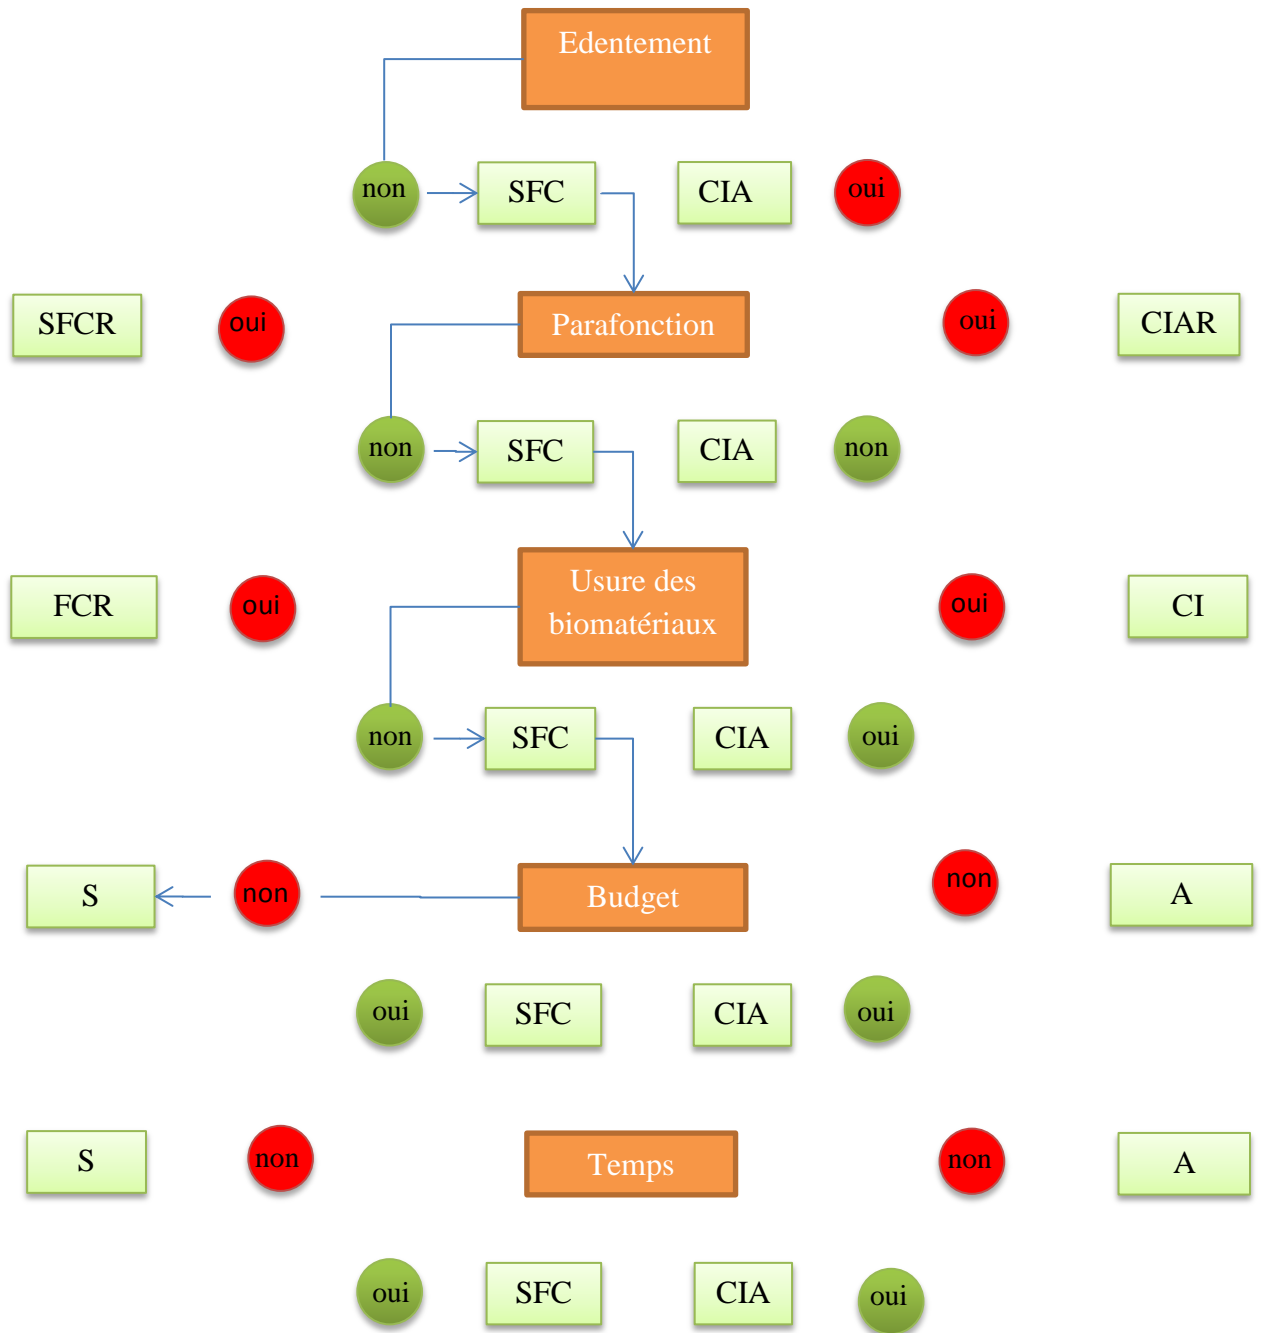 Edentement
non
SFC
CIA
oui
SFCR
oui
Parafonction
oui
CIAR
non
SFC
CIA
non
FCR
oui
Usure des
biomatériaux
oui
CI
non
SFC
CIA
oui
S
non
Budget
non
A
oui
SFC
CIA
oui
S
non
Temps
non
A
oui
SFC
CIA
oui